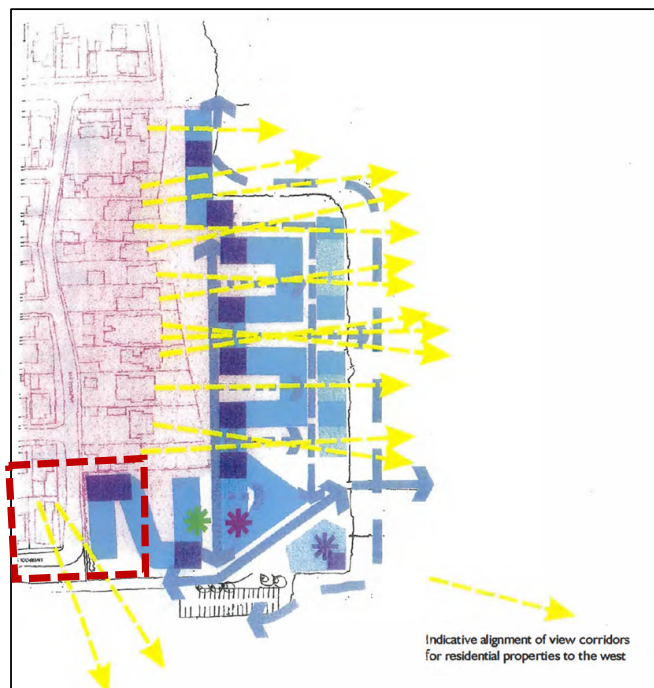 Indicative alignment of view corridors
for residential properties to the west